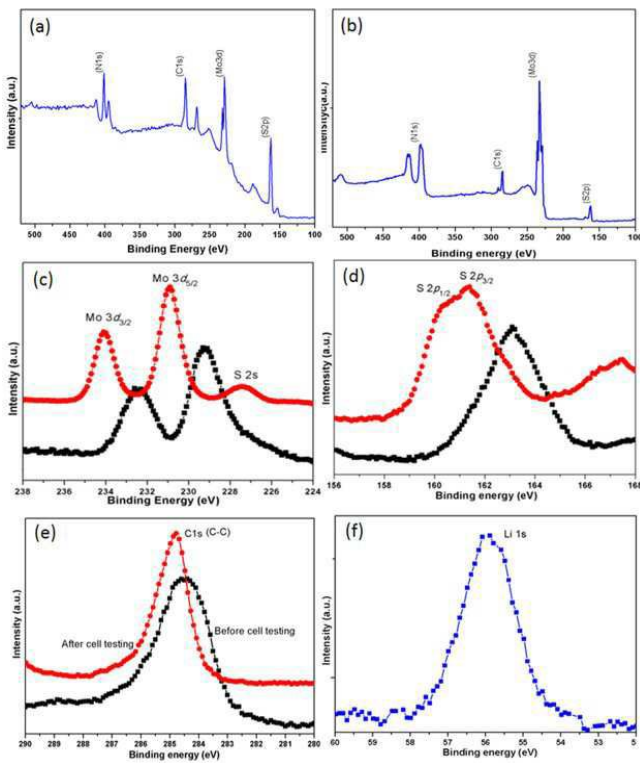 (a)
(N1s)
(C1s)
(Mo3d)
(S2p)
Intensity (a.u.)
500 450 400 350 300 250 200 150 100
Binding Energy (eV)
(b)
(N1s)
(C1s)
(Mo3d)
(S2p)
500 450 400 350 300 250 200 150 100
Binding Energy (eV)
(c)
Mo 3d5/2
Mo 3d3/2
S 2s
Intensity (a.u.)
238 236 234 232 230 228 226 224
Binding Energy (eV)
(d)
S 2p3/2
S 2p1/2
Intensity (a.u.)
156 158 160 162 164 166 168
Binding energy (eV)
(e)
C1s (C-C)
Before cell testing
After cell testing
Intensity (a.u.)
290 289 288 287 286 285 284 283 282 281 280
Binding energy (eV)
(f)
Li 1s
Intensity (a.u.)
60 59 58 57 56 55 54 53
Binding energy (eV)